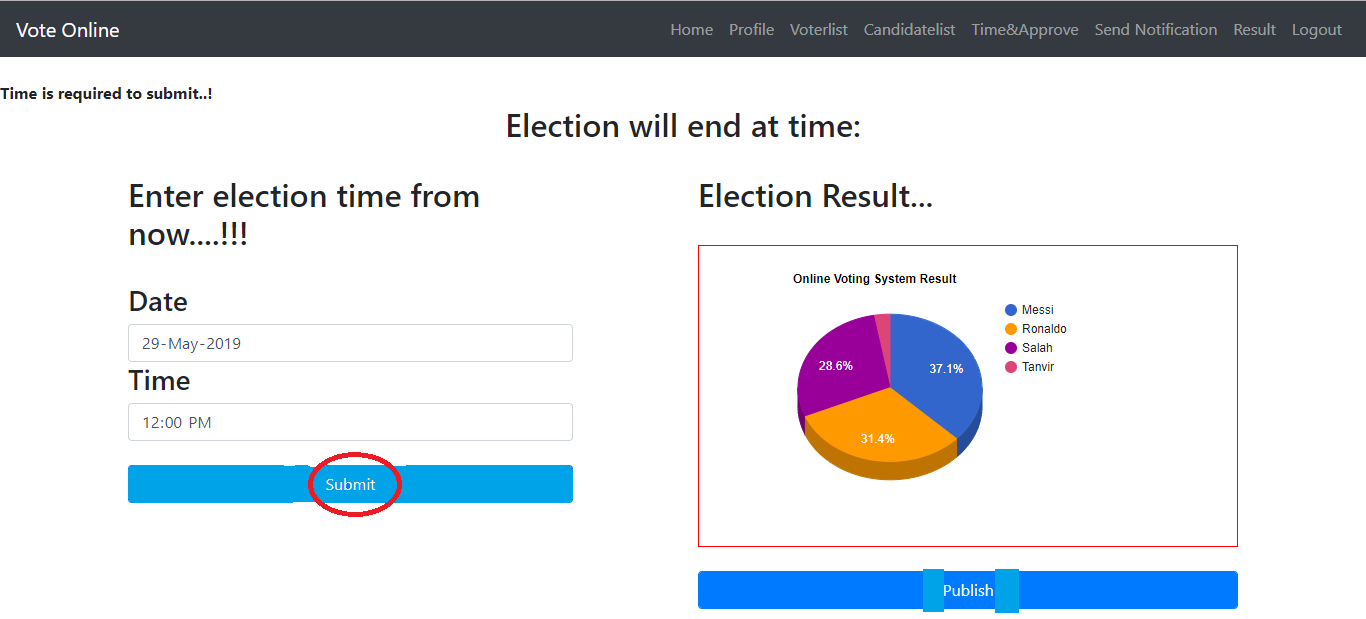 Vote Online
Home Profile Voterlist Candidatelist Time&Approve Send Notification Result Logout
Time is required to submit..!
Election will end at time:
Enter election time from
now....!!!
Date
29-May-2019
Time
12:00 PM
Submit
Election Result...
Online Voting System Result
Messi
Ronaldo
Salah
Tanvir
37.1%
31.4%
28.6%
Publish